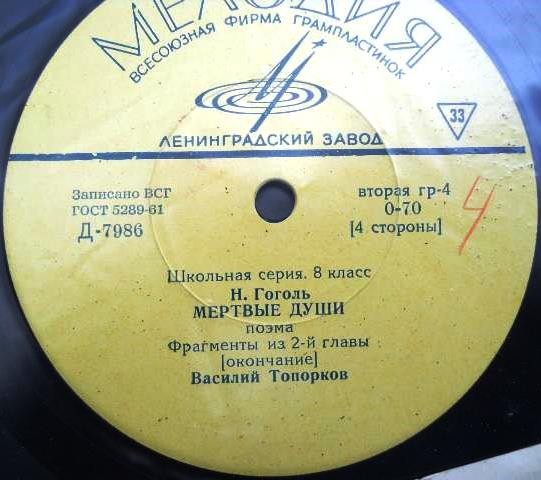 МЕЛОДИЯ
ВСЕСОЮЗНАЯ ФИРМА ГРАМПЛАСТИНОК
33
ЛЕНИНГРАДСКИЙ ЗАВОД
Записано ВСГ
ГОСТ 5289-61
Д-7986
вторая гр-4
0-70
[4 стороны]
4
Школьная серия. 8 класс
Н. Гоголь
МЕРТВЫЕ ДУШИ
поэма
Фрагменты из 2-й главы
[окончание]
Василий Топорков